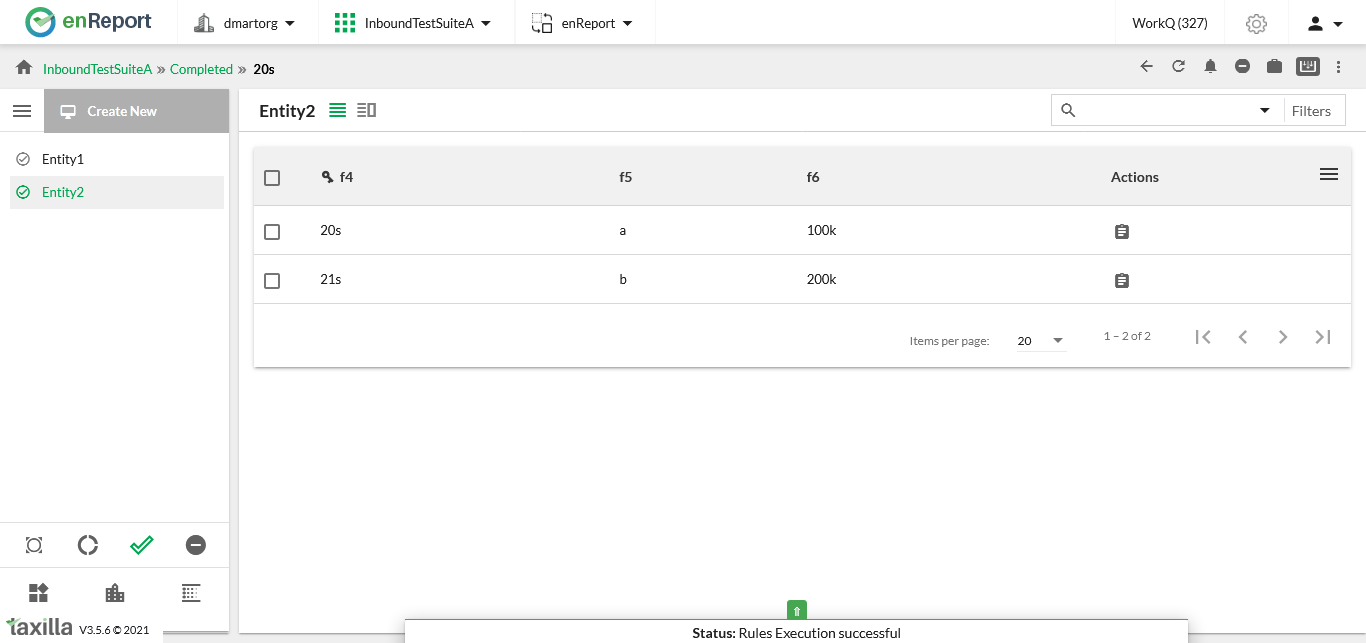 enReport dmartorg InboundTestSuiteA enReport WorkQ (327)
InboundTestSuiteA » Completed » 20s
Create New Entity2 Filters
Entity1
Entity2
f4 f5 f6 Actions
20s a 100k
21s b 200k
Items per page: 20 1 – 2 of 2
taxilla V3.5.6 © 2021
Status: Rules Execution successful